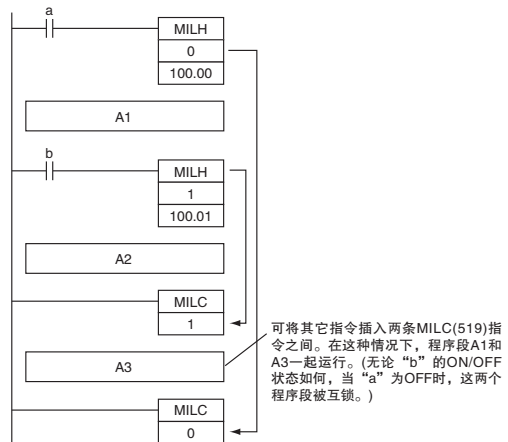 a
MILH
0
100.00
A1
b
MILH
1
100.01
A2
MILC
1
可将其它指令插入两条MILC(519)指
令之间。在这种情况下，程序段A1和
A3一起运行。(无论“b”的ON/OFF
状态如何，当“a”为OFF时，这两个
程序段被互锁。)
A3
MILC
0